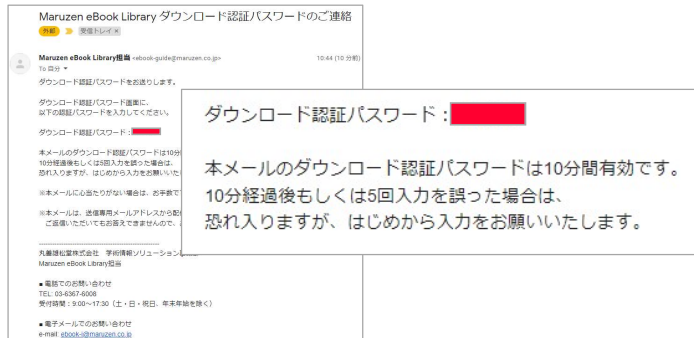 Maruzen eBook Library ダウンロード認証パスワードのご連絡
外部 受信トレイ ×
Maruzen eBook Library担当 <ebook-guide@maruzen.co.jp> 10:44 (10 分前)
To 自分
ダウンロード認証パスワードをお送りします。
ダウンロード認証パスワード画面に、
以下の認証パスワードを入力してください。
ダウンロード認証パスワード:
本メールのダウンロード認証パスワードは10分
10分経過後もしくは5回入力を誤った場合は、
恐れ入りますが、はじめから入力をお願いいた
※本メールに心当たりがない場合は、お手数で
※本メールは、送信専用メールアドレスから配
ご返信いただいてもお答えできませんので、
丸善雄松堂株式会社 学術情報ソリューション
Maruzen eBook Library担当
■ 電話でのお問い合わせ
TEL: 03-6367-6008
受付時間:9:00~17:30(土・日・祝日、年末年始を除く)
■ 電子メールでのお問い合わせ
e-mail: ebook-i@maruzen.co.jp
ダウンロード認証パスワード:
本メールのダウンロード認証パスワードは10分間有効です。
10分経過後もしくは5回入力を誤った場合は、
恐れ入りますが、はじめから入力をお願いいたします。